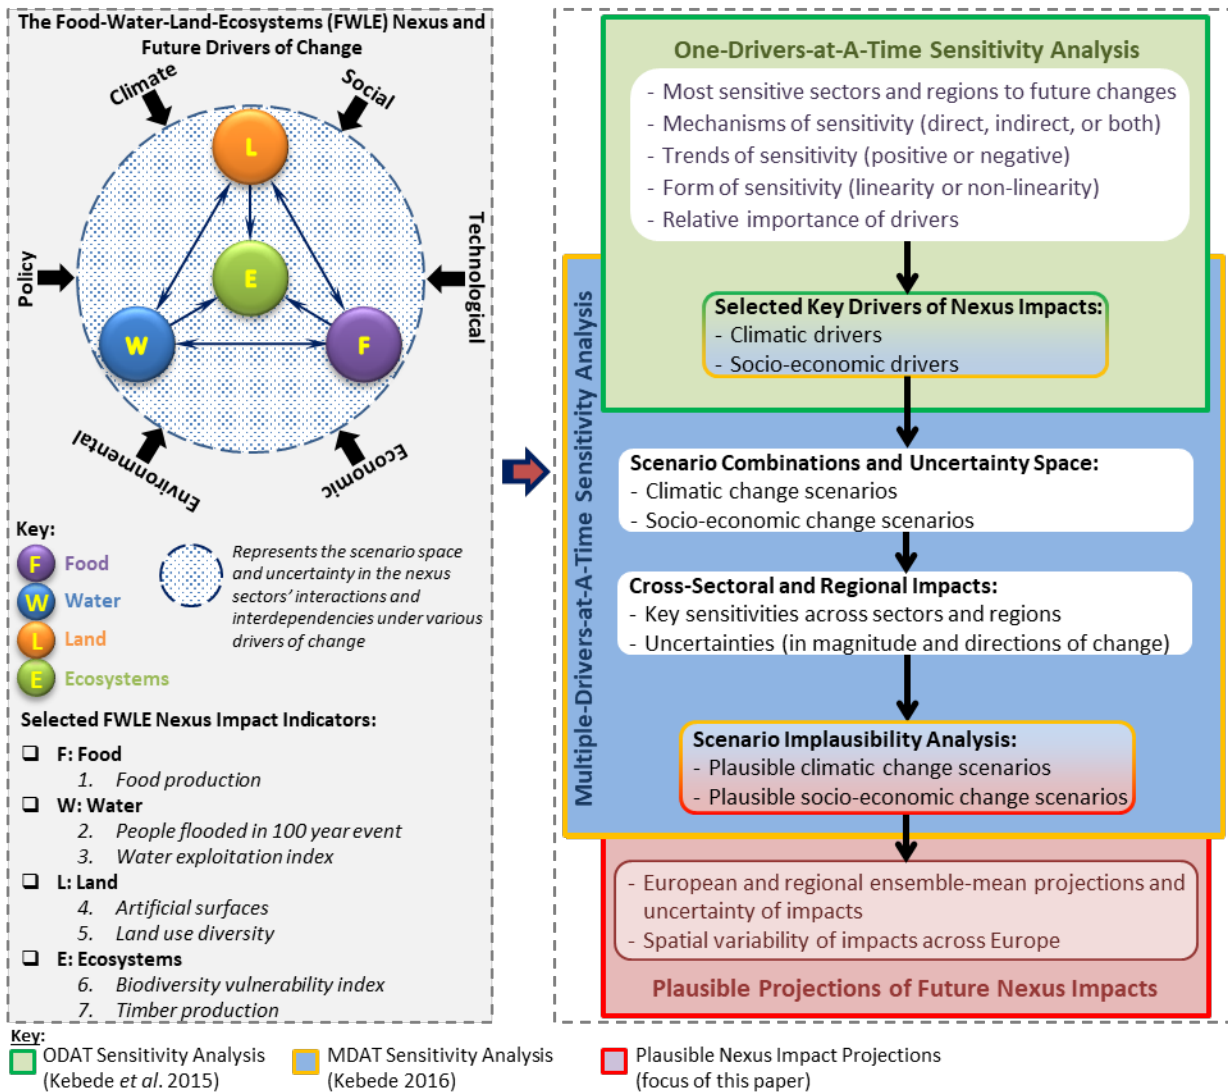 The Food-Water-Land-Ecosystems (FWLE) Nexus and
Future Drivers of Change
Climate
Social
L
Policy
Technological
E
W
F
Environmental
Economic
Key:
F Food
W Water
L Land
E Ecosystems
Represents the scenario space
and uncertainty in the nexus
sectors' interactions and
interdependencies under various
drivers of change
Selected FWLE Nexus Impact Indicators:
F: Food
1. Food production
W: Water
2. People flooded in 100 year event
3. Water exploitation index
L: Land
4. Artificial surfaces
5. Land use diversity
E: Ecosystems
6. Biodiversity vulnerability index
7. Timber production
One-Drivers-at-A-Time Sensitivity Analysis
- Most sensitive sectors and regions to future changes
- Mechanisms of sensitivity (direct, indirect, or both)
- Trends of sensitivity (positive or negative)
- Form of sensitivity (linearity or non-linearity)
- Relative importance of drivers
Multiple-Drivers-at-A-Time Sensitivity Analysis
Selected Key Drivers of Nexus Impacts:
- Climatic drivers
- Socio-economic drivers
Scenario Combinations and Uncertainty Space:
- Climatic change scenarios
- Socio-economic change scenarios
Cross-Sectoral and Regional Impacts:
- Key sensitivities across sectors and regions
- Uncertainties (in magnitude and directions of change)
Scenario Implausibility Analysis:
- Plausible climatic change scenarios
- Plausible socio-economic change scenarios
- European and regional ensemble-mean projections and
uncertainty of impacts
- Spatial variability of impacts across Europe
Plausible Projections of Future Nexus Impacts
Key:
ODAT Sensitivity Analysis
(Kebede et al. 2015)
MDAT Sensitivity Analysis
(Kebede 2016)
Plausible Nexus Impact Projections
(focus of this paper)